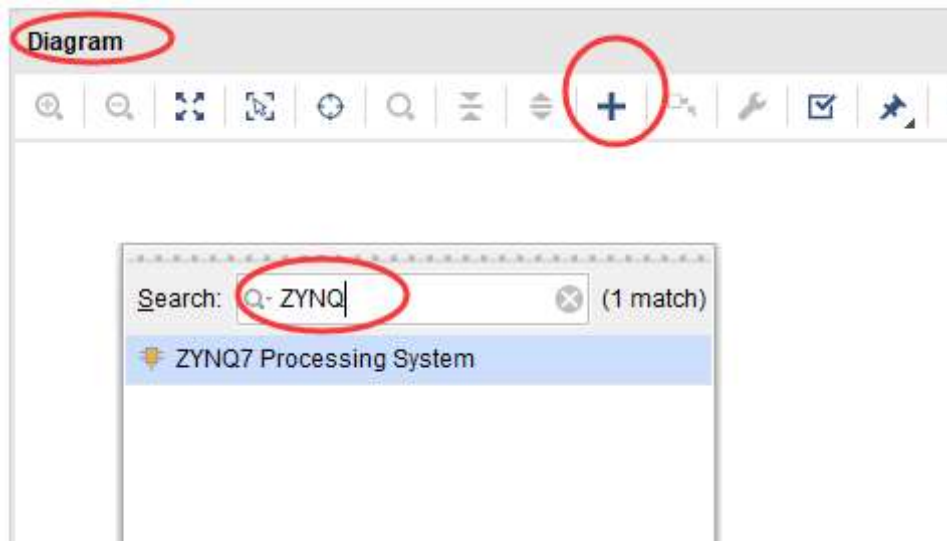 Diagram
Search: ZYNQ (1 match)
ZYNQ7 Processing System